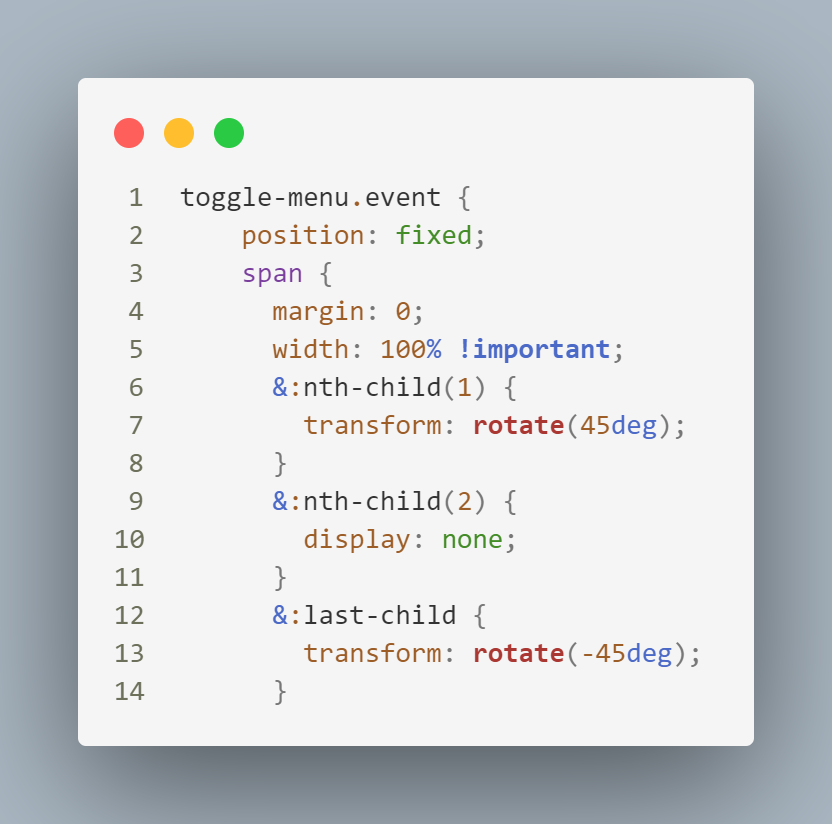 1 toggle-menu.event {
2     position: fixed;
3     span {
4       margin: 0;
5       width: 100% !important;
6       &:nth-child(1) {
7         transform: rotate(45deg);
8       }
9       &:nth-child(2) {
10         display: none;
11       }
12       &:last-child {
13         transform: rotate(-45deg);
14       }